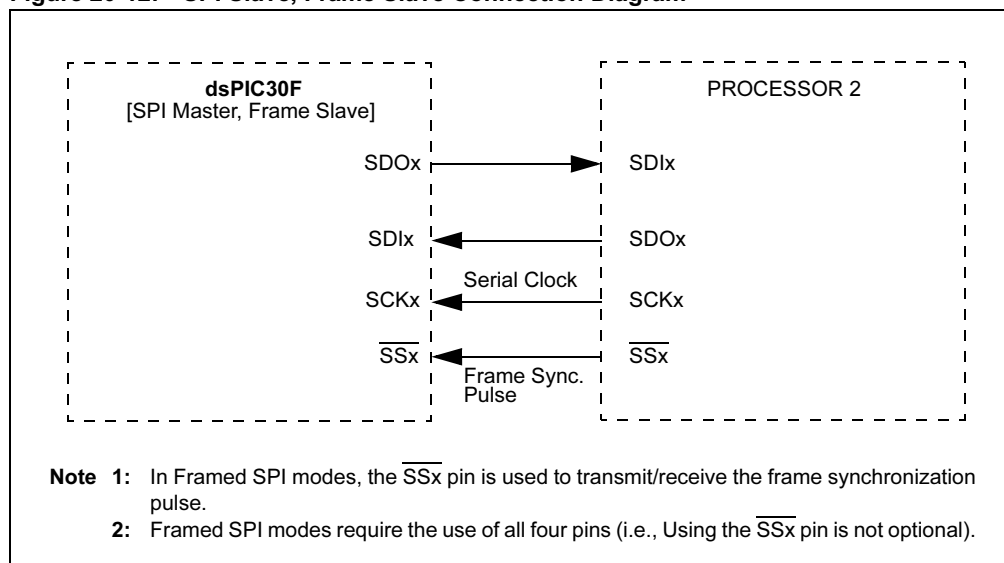 dsPIC30F
[SPI Master, Frame Slave]
PROCESSOR 2
SDOx
SDIx
SDIx
SDOx
Serial Clock
SCKx
SCKx
SSx
SSx
Frame Sync.
Pulse
Note 1: In Framed SPI modes, the SSx pin is used to transmit/receive the frame synchronization
pulse.
2: Framed SPI modes require the use of all four pins (i.e., Using the SSx pin is not optional).